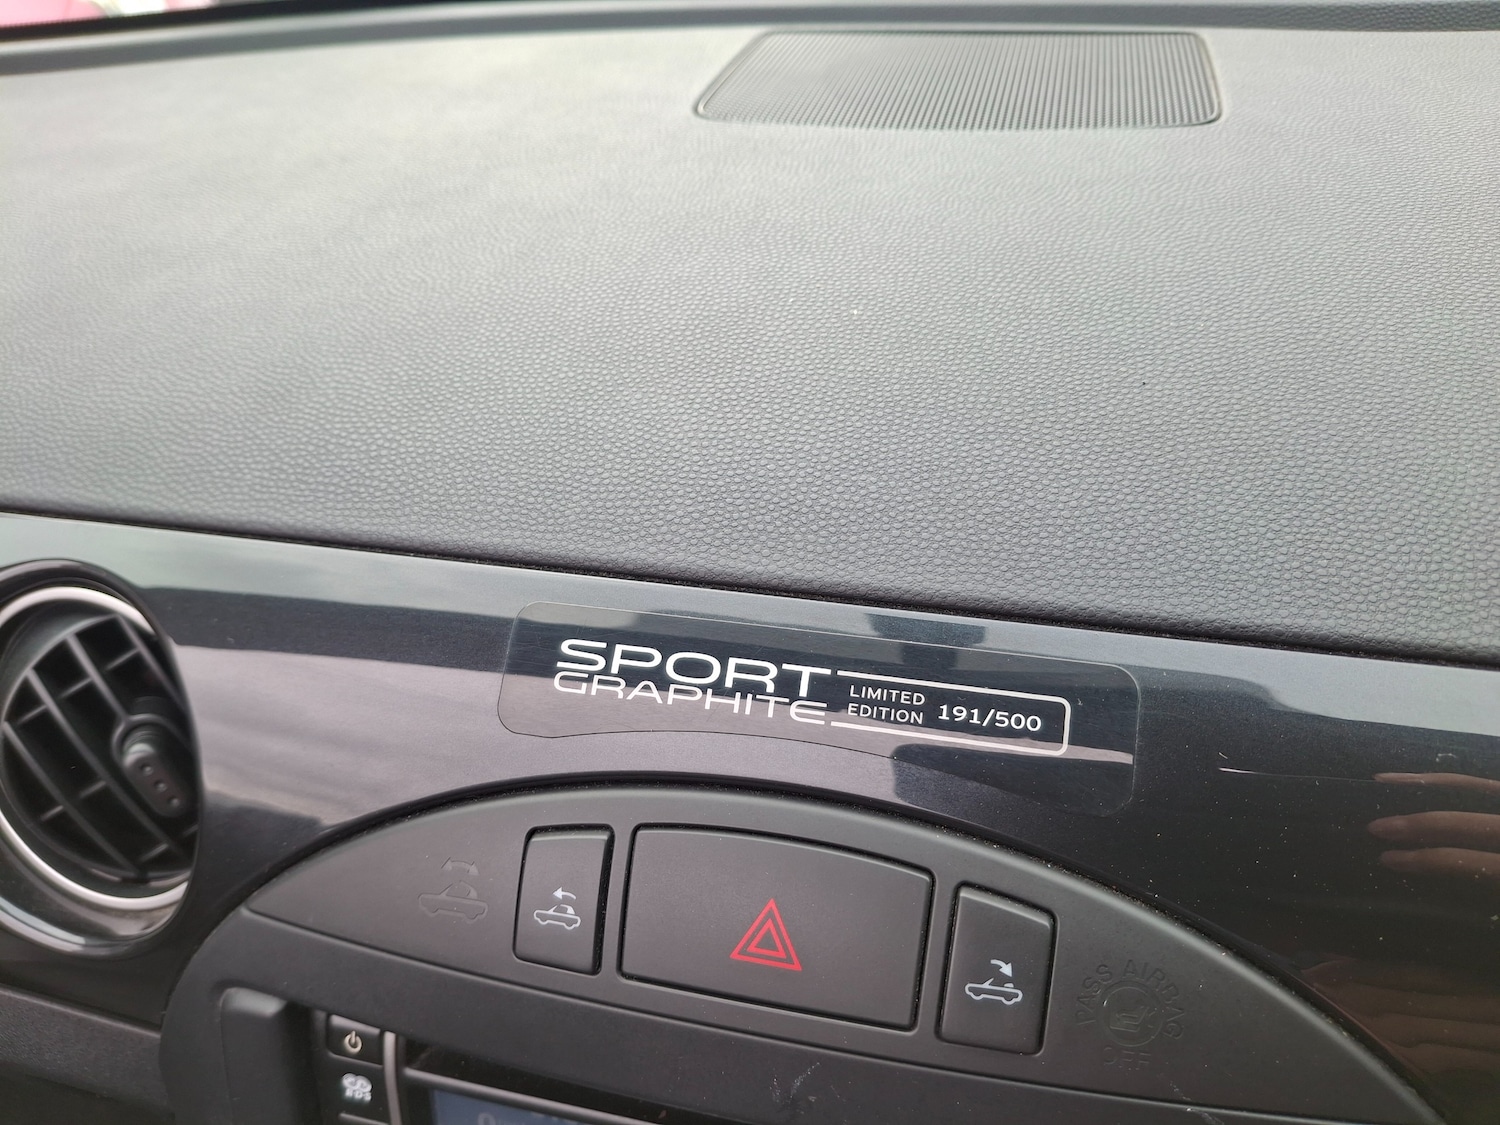 SPORT
GRAPHITE
LIMITED
EDITION 191/500
PASS AIRBAG
OFF